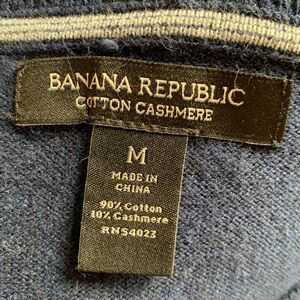 BANANA REPUBLIC
COTTON CASHMERE
M
MADE IN
CHINA
90% Cotton
10% Cashmere
RN54023